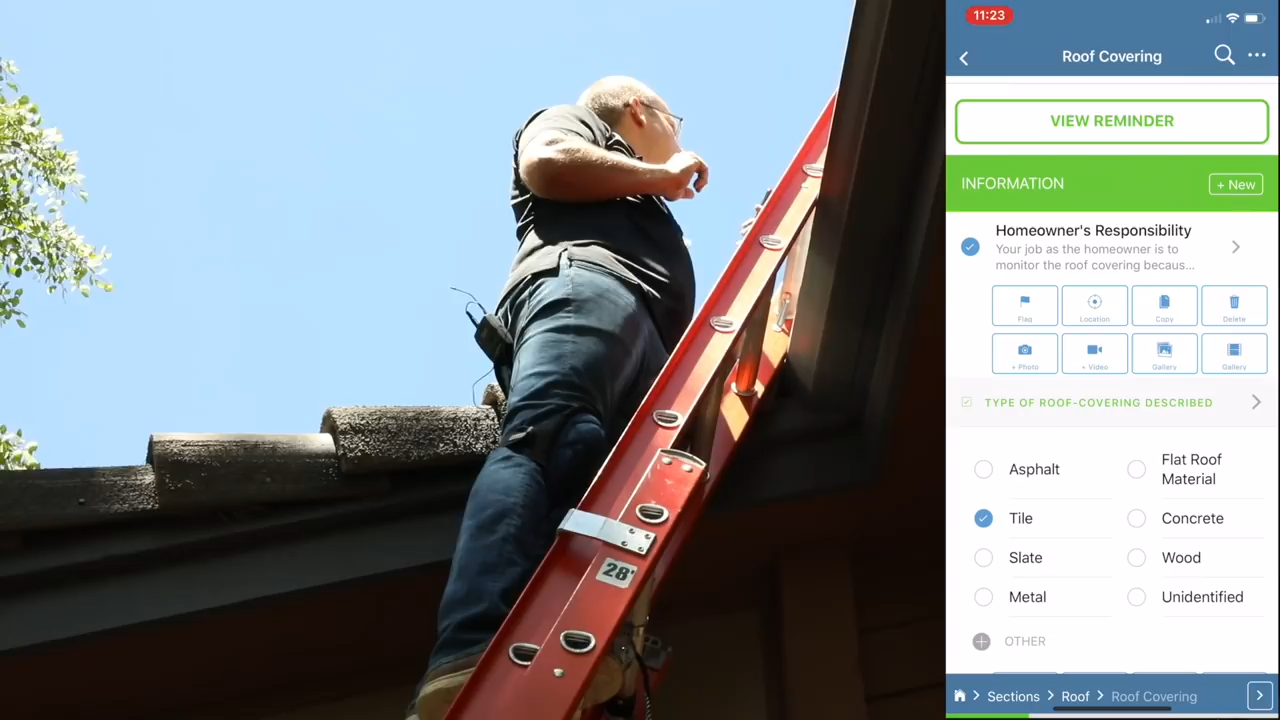 11:23
Roof Covering
VIEW REMINDER
INFORMATION
+ New
Homeowner's Responsibility
Your job as the homeowner is to
monitor the roof covering becaus...
Flag
Location
Copy
Delete
+ Photo
+ Video
Gallery
Gallery
TYPE OF ROOF-COVERING DESCRIBED
Asphalt
Flat Roof
Material
Tile
Concrete
Slate
Wood
Metal
Unidentified
OTHER
Sections
Roof
Roof Covering
28'